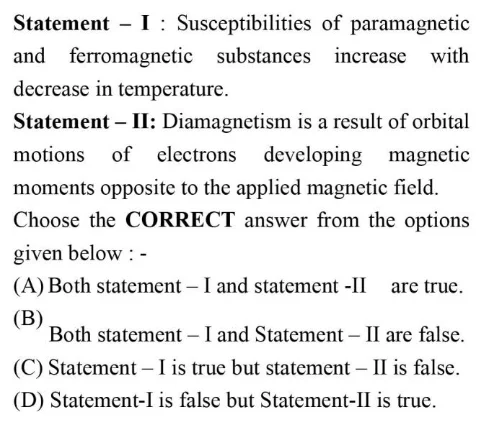 Statement – I : Susceptibilities of paramagnetic
and ferromagnetic substances increase with
decrease in temperature.
Statement – II: Diamagnetism is a result of orbital
motions of electrons developing magnetic
moments opposite to the applied magnetic field.
Choose the CORRECT answer from the options
given below : -
(A) Both statement – I and statement -II are true.
(B)
Both statement – I and Statement – II are false.
(C) Statement – I is true but statement – II is false.
(D) Statement-I is false but Statement-II is true.